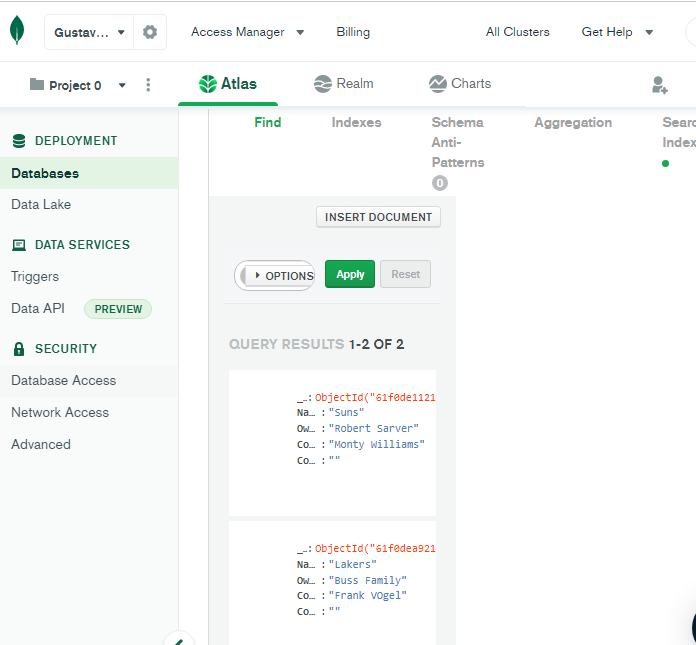 Gustav...
Access Manager
Billing
All Clusters
Get Help
Project 0
Atlas
Realm
Charts
DEPLOYMENT
Databases
Data Lake
DATA SERVICES
Triggers
Data API PREVIEW
SECURITY
Database Access
Network Access
Advanced
Find
Indexes
Schema
Anti-
Patterns
0
Aggregation
Searc
Index
INSERT DOCUMENT
OPTIONS
Apply
Reset
QUERY RESULTS 1-2 OF 2
_…: ObjectId("61f0de1121
Na… : "Suns"
Ow… : "Robert Sarver"
Co… : "Monty Williams"
Co… : ""
_…: ObjectId("61f0dea921
Na… : "Lakers"
Ow… : "Buss Family"
Co… : "Frank VOgel"
Co… : ""